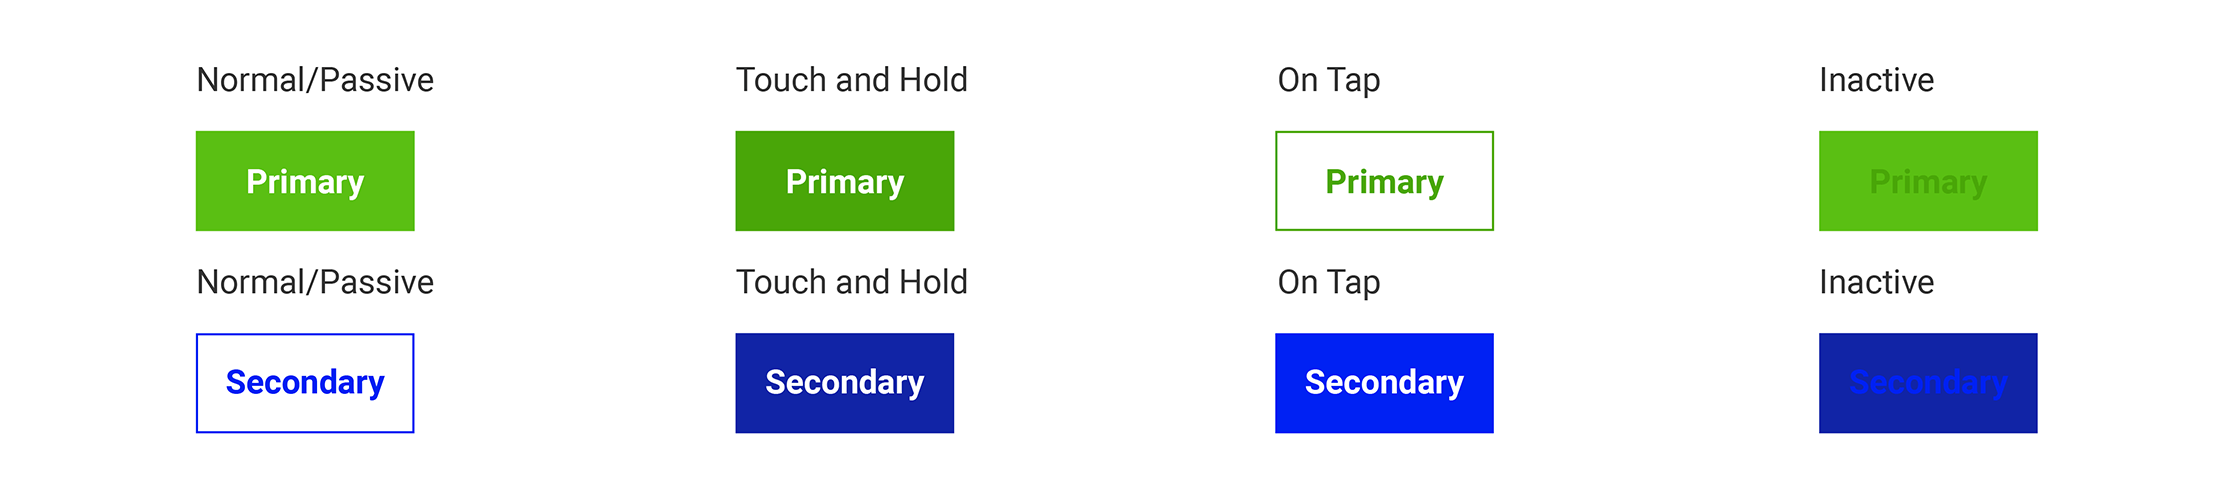 Normal/Passive Touch and Hold On Tap Inactive
Primary Primary Primary Primary
Normal/Passive Touch and Hold On Tap Inactive
Secondary Secondary Secondary Secondary